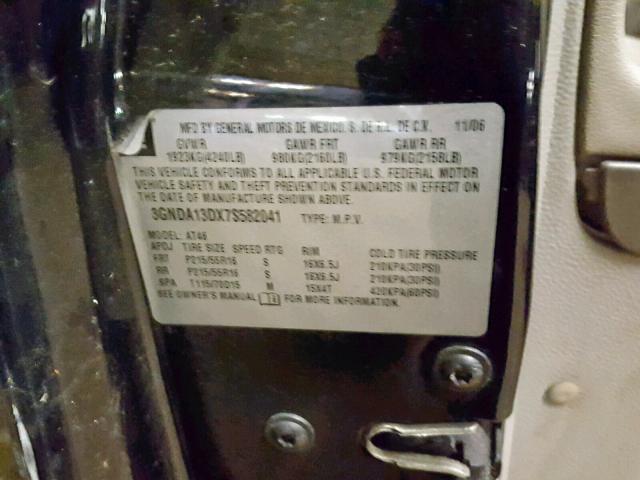 MFD BY GENERAL MOTORS DE MEXICO, S. DE R.L. DE C.V. 11/06
GVWR GAWR FRT GAWR RR
1923KG(4240LB) 980KG(2160LB) 979KG(2158LB)
THIS VEHICLE CONFORMS TO ALL APPLICABLE U.S. FEDERAL MOTOR
VEHICLE SAFETY AND THEFT PREVENTION STANDARDS IN EFFECT ON
THE DATE OF MANUFACTURE SHOWN ABOVE.
3GNDA13DX7S582041 TYPE: M.P.V.
MODEL: AT46
TIRE SIZE SPEED RTG RIM COLD TIRE PRESSURE
FRT P215/55R16 S 16X6.5J 210KPA(30PSI)
RR P215/55R16 S 16X6.5J 210KPA(30PSI)
SPA T115/70D15 M 15X4T 420KPA(60PSI)
SEE OWNER'S MANUAL FOR MORE INFORMATION.